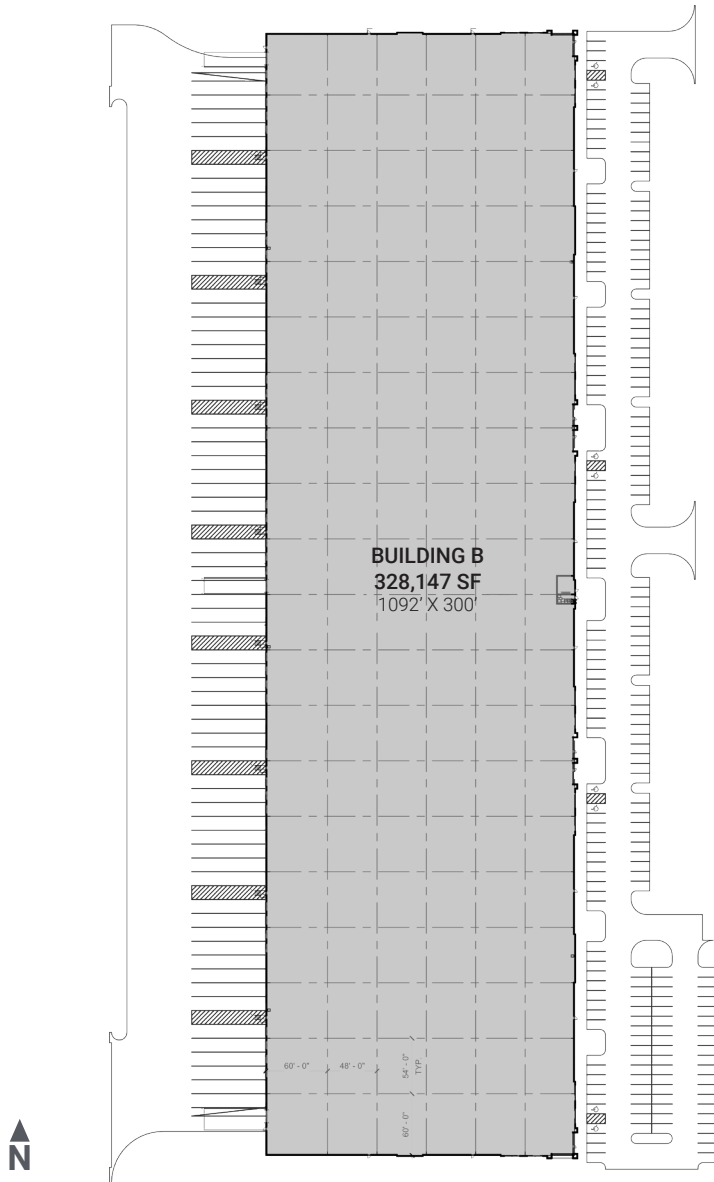 BUILDING B
328,147 SF
1092' X 300'
60' - 0"
48' - 0"
54' - 0"
TYP
60' - 0"
N